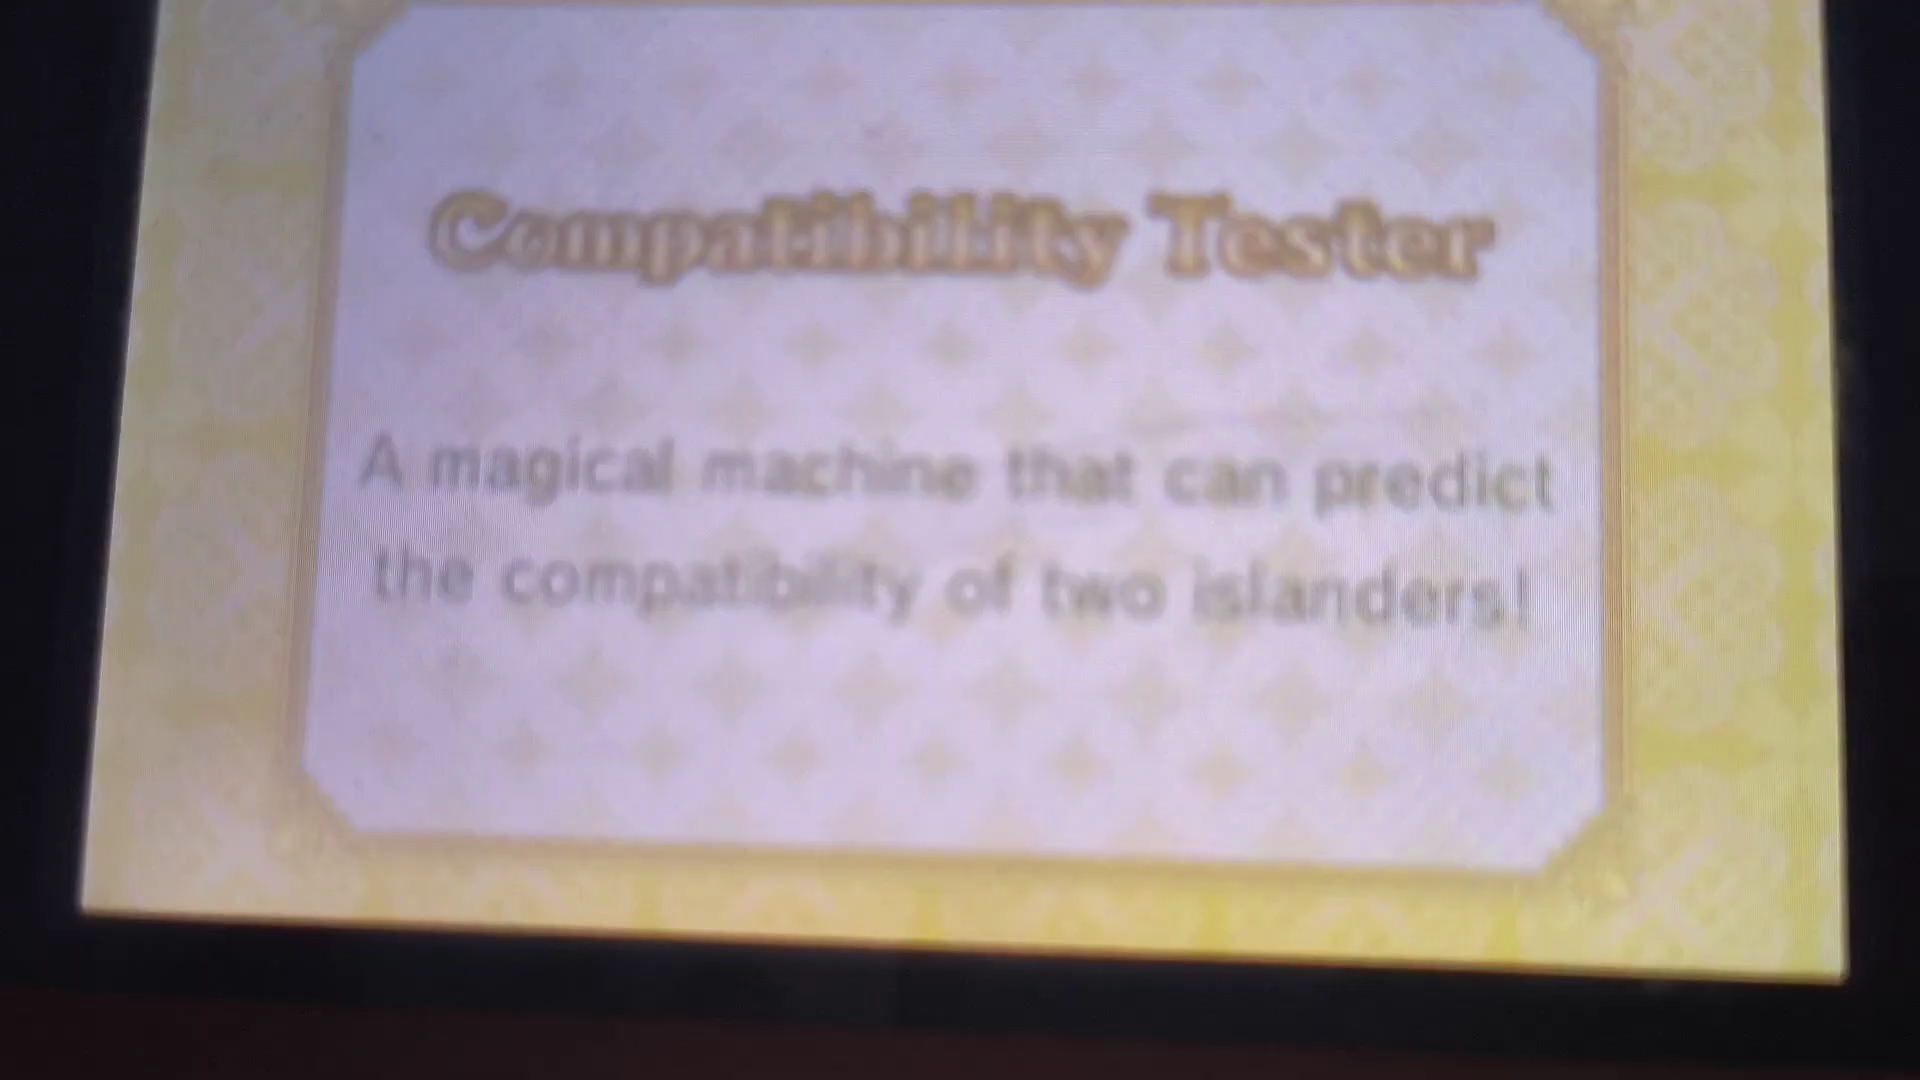 Compatibility Tester
A magical machine that can predict
the compatibility of two islanders!